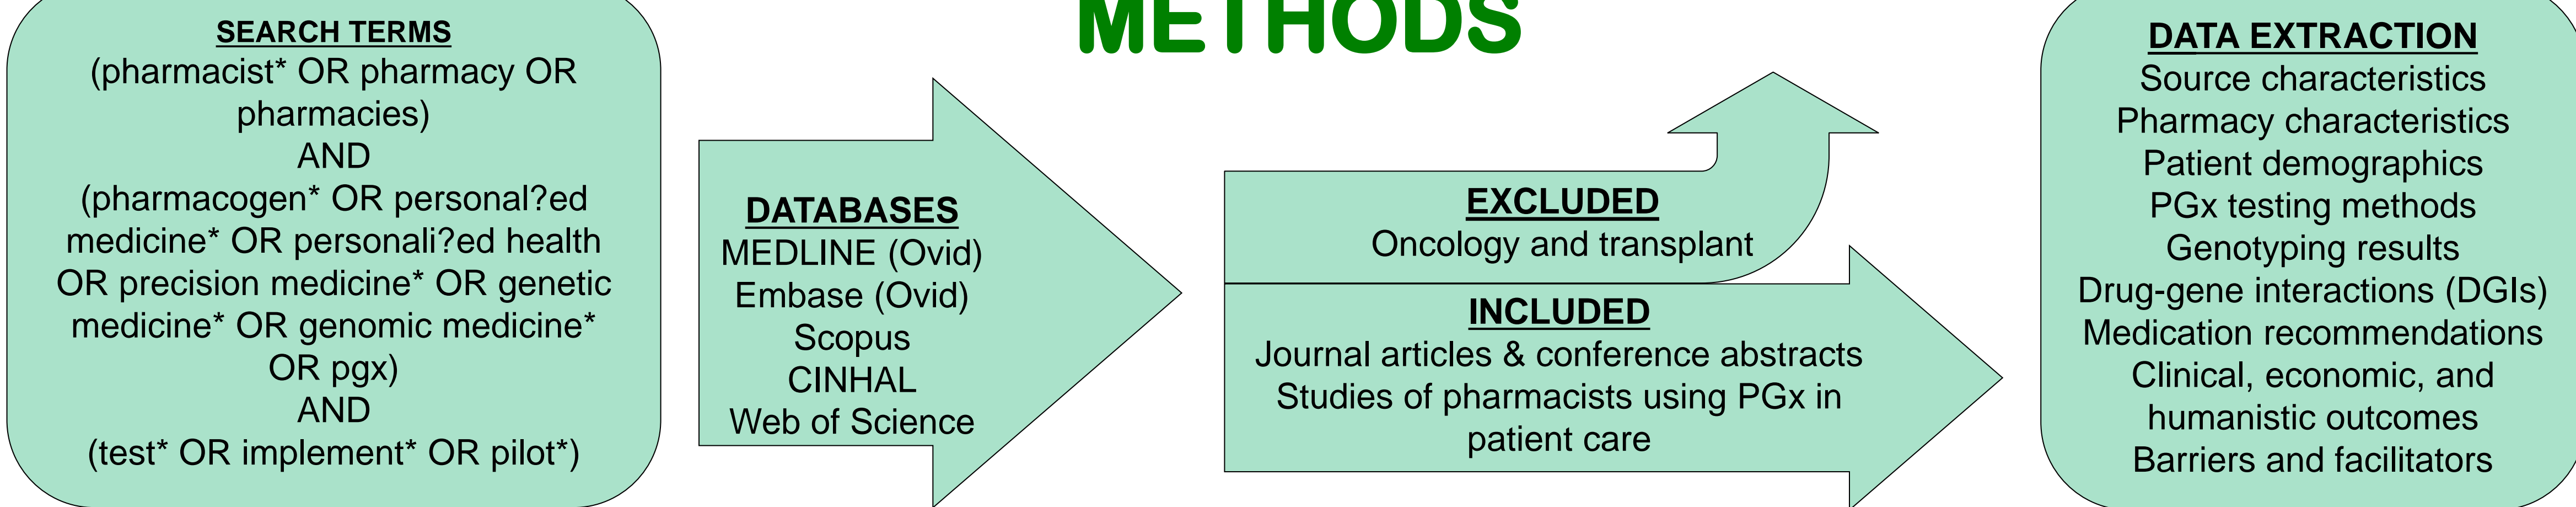 METHODS
SEARCH TERMS
(pharmacist* OR pharmacy OR
pharmacies)
AND
(pharmacogen* OR personal?ed
medicine* OR personali?ed health
OR precision medicine* OR genetic
medicine* OR genomic medicine*
OR pgx)
AND
(test* OR implement* OR pilot*)
DATABASES
MEDLINE (Ovid)
Embase (Ovid)
Scopus
CINHAL
Web of Science
EXCLUDED
Oncology and transplant
INCLUDED
Journal articles & conference abstracts
Studies of pharmacists using PGx in
patient care
DATA EXTRACTION
Source characteristics
Pharmacy characteristics
Patient demographics
PGx testing methods
Genotyping results
Drug-gene interactions (DGIs)
Medication recommendations
Clinical, economic, and
humanistic outcomes
Barriers and facilitators